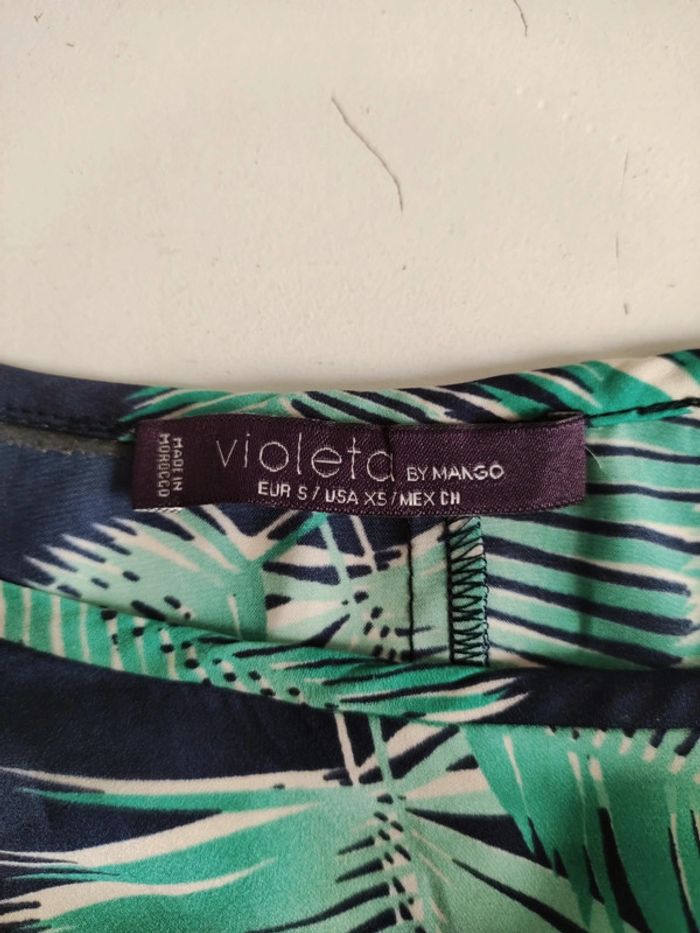 violeta BY MANGO
EUR S / USA XS / MEX CH
MADE IN
MOROCCO